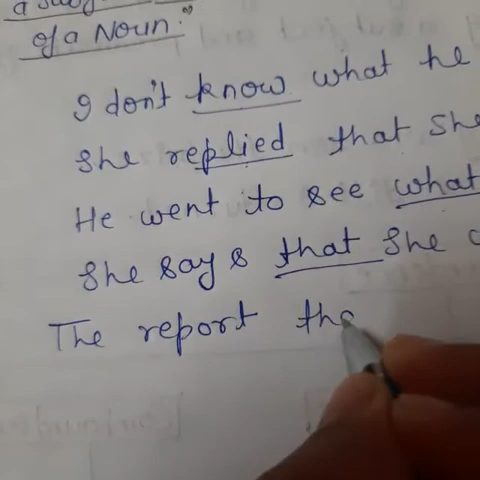 of a Noun."
I don't know what he
She replied that she
He went to see what
She says that she
The report tha